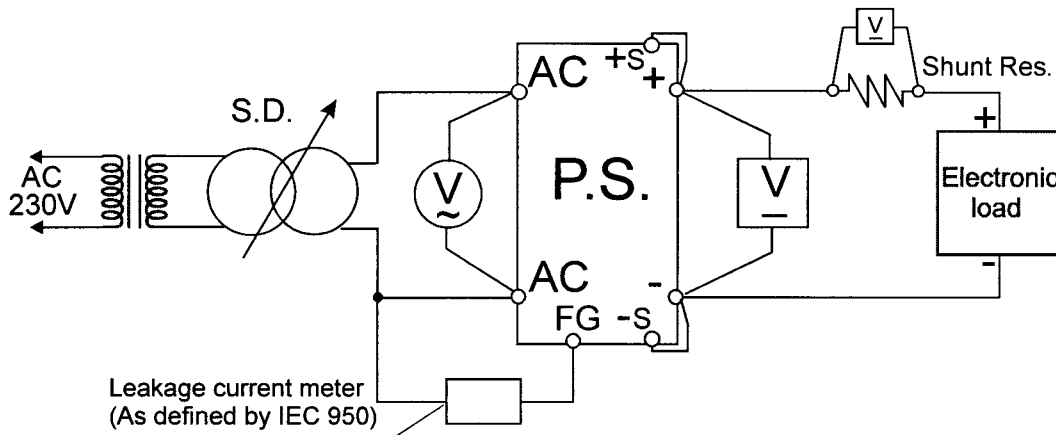 V
+S
AC
+
Shunt Res.
S.D.
+
AC
230V
V
~
P.S.
V
Electronic
load
AC
-
-
FG
-S
Leakage current meter
(As defined by IEC 950)